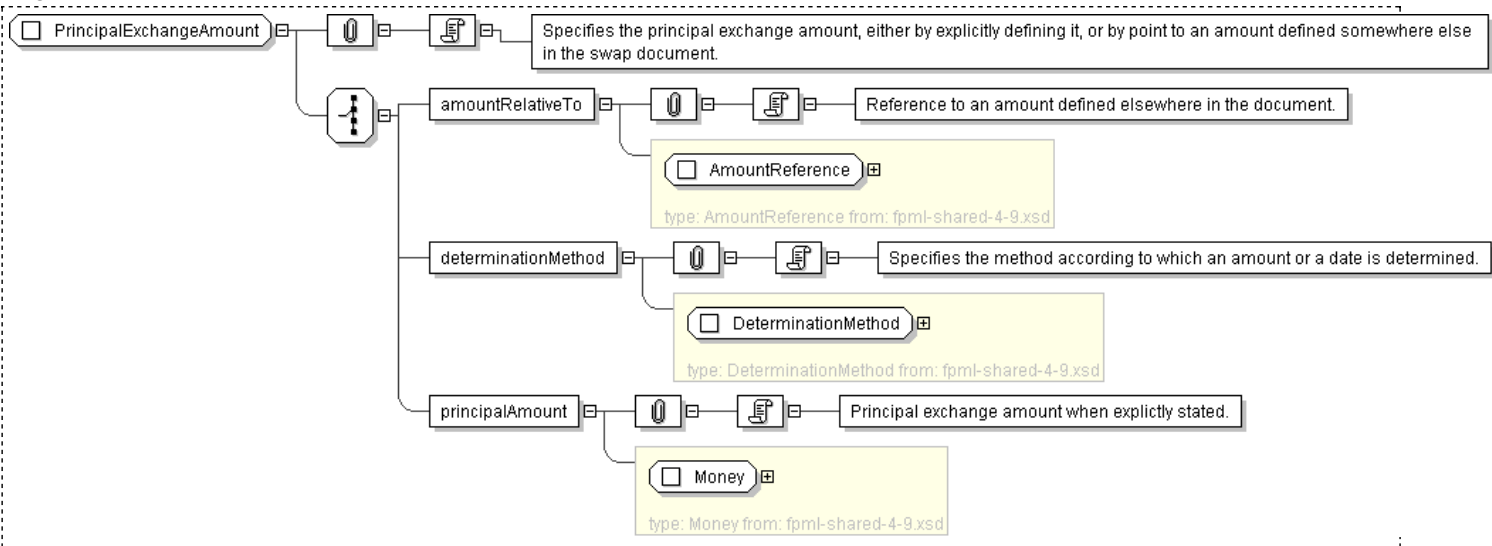 PrincipalExchangeAmount
Specifies the principal exchange amount, either by explicitly defining it, or by point to an amount defined somewhere else
in the swap document.
amountRelativeTo
Reference to an amount defined elsewhere in the document.
AmountReference
type: AmountReference from: fpml-shared-4-9.xsd
determinationMethod
Specifies the method according to which an amount or a date is determined.
DeterminationMethod
type: DeterminationMethod from: fpml-shared-4-9.xsd
principalAmount
Principal exchange amount when explictly stated.
Money
type: Money from: fpml-shared-4-9.xsd